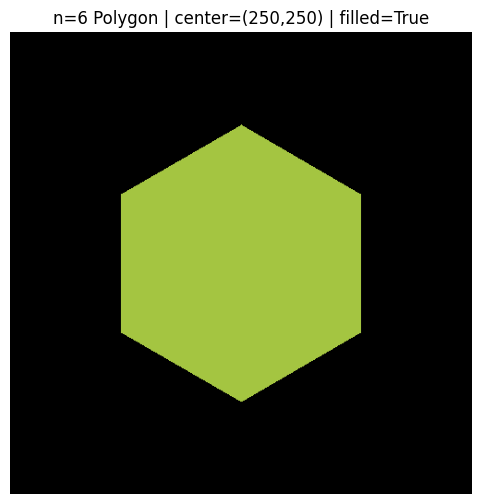 n=6 Polygon | center=(250,250) | filled=True